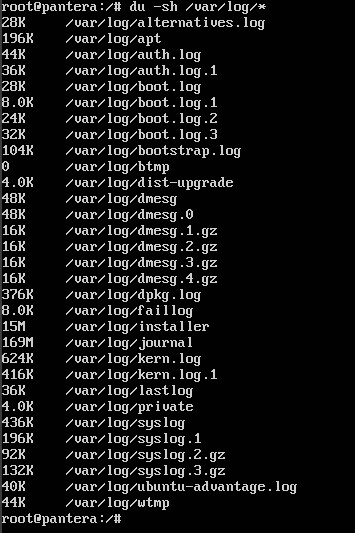 root@pantera:/# du -sh /var/log/*
28K /var/log/alternatives.log
196K /var/log/apt
44K /var/log/auth.log
36K /var/log/auth.log.1
28K /var/log/boot.log
8.0K /var/log/boot.log.1
24K /var/log/boot.log.2
32K /var/log/boot.log.3
104K /var/log/bootstrap.log
0 /var/log/btmp
4.0K /var/log/dist-upgrade
48K /var/log/dmesg
48K /var/log/dmesg.0
16K /var/log/dmesg.1.gz
16K /var/log/dmesg.2.gz
16K /var/log/dmesg.3.gz
16K /var/log/dmesg.4.gz
376K /var/log/dpkg.log
8.0K /var/log/faillog
15M /var/log/installer
169M /var/log/journal
624K /var/log/kern.log
416K /var/log/kern.log.1
36K /var/log/lastlog
4.0K /var/log/private
436K /var/log/syslog
196K /var/log/syslog.1
92K /var/log/syslog.2.gz
132K /var/log/syslog.3.gz
40K /var/log/ubuntu-advantage.log
44K /var/log/wtmp
root@pantera:/#